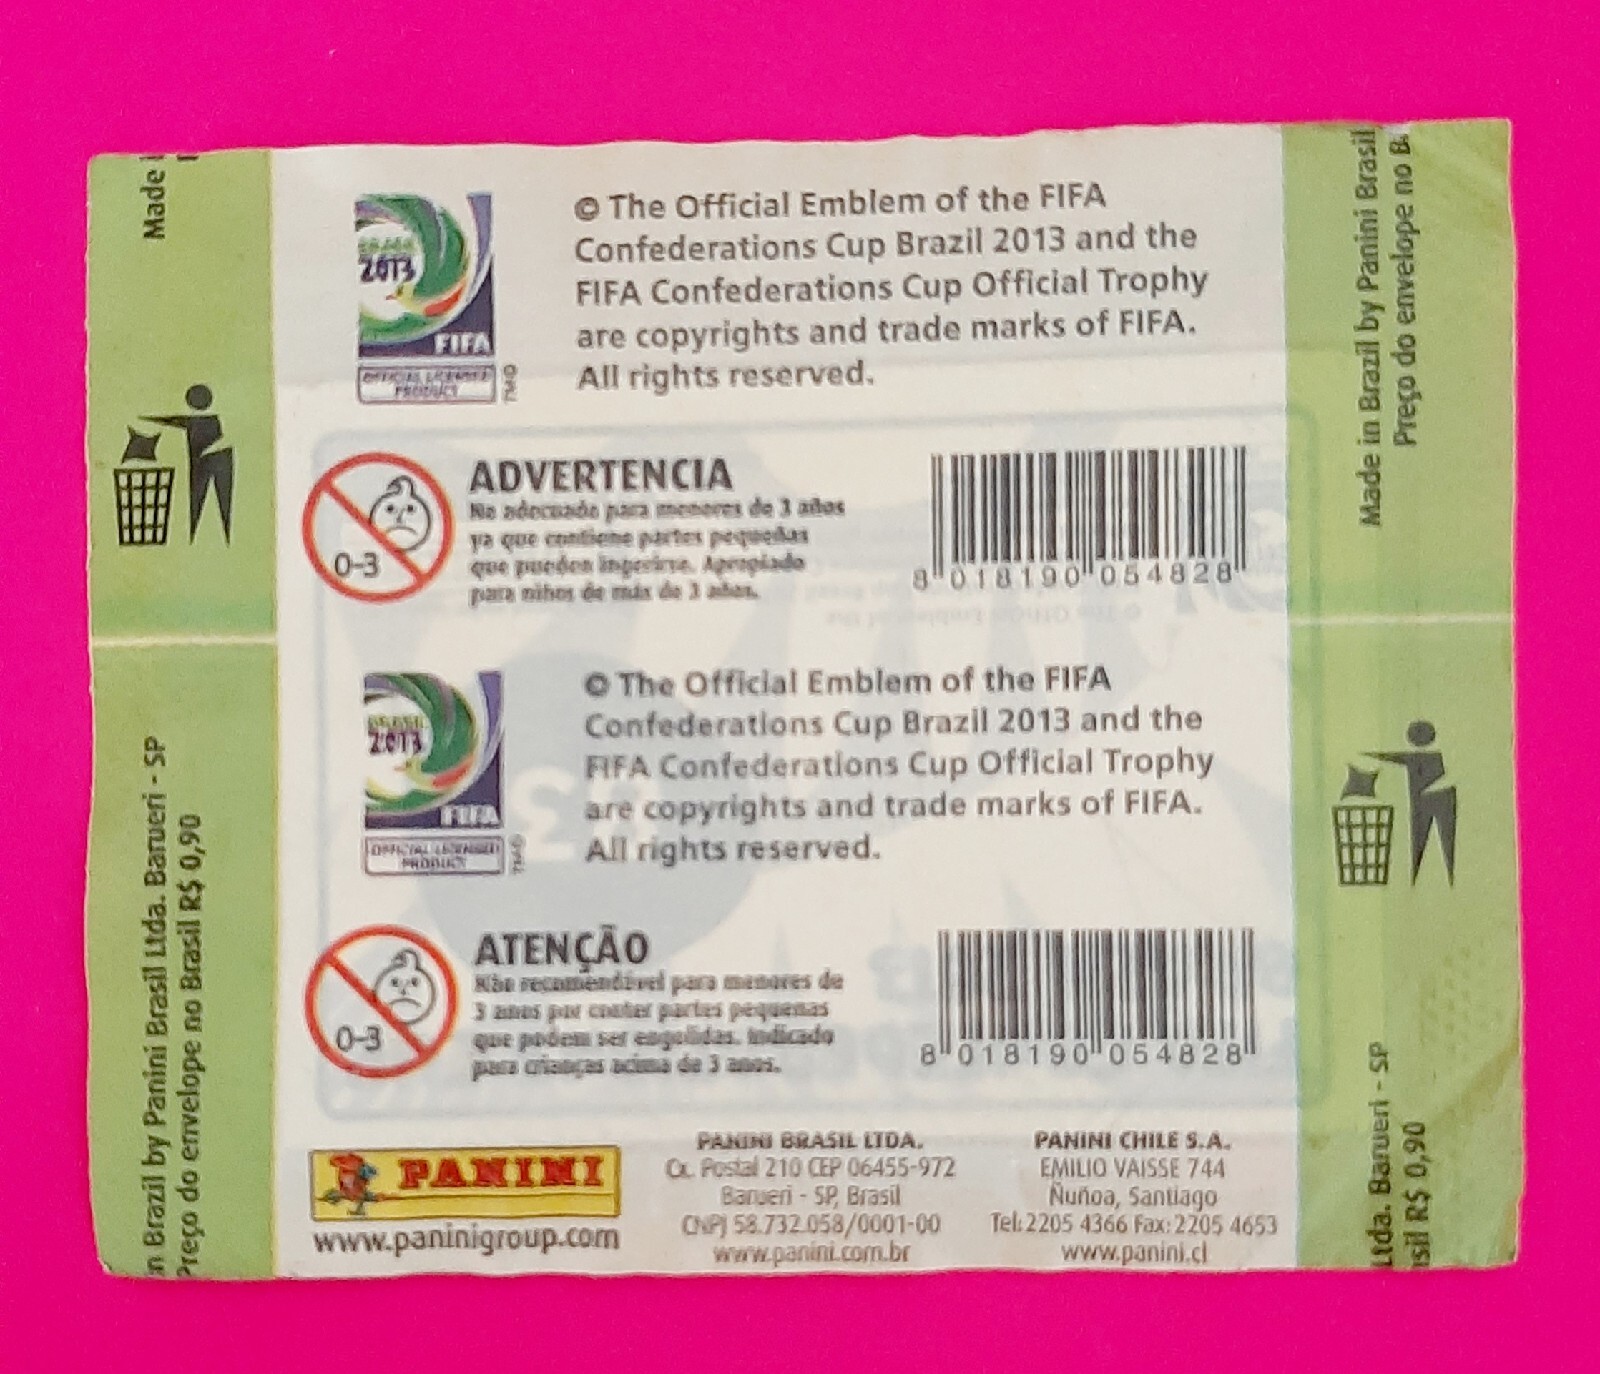 Made i
© The Official Emblem of the FIFA
Confederations Cup Brazil 2013 and the
FIFA Confederations Cup Official Trophy
are copyrights and trade marks of FIFA.
All rights reserved.
BRASIL
2013
FIFA
OFFICIAL LICENSED
PRODUCT
TM©
Made in Brazil by Panini Brasil
Preço do envelope no B
ADVERTENCIA
No adecuado para menores de 3 años
ya que contiene partes pequeñas
que pueden ingerirse. Apropiado
para niños de más de 3 años.
0-3
8 018190 054828
© The Official Emblem of the FIFA
Confederations Cup Brazil 2013 and the
FIFA Confederations Cup Official Trophy
are copyrights and trade marks of FIFA.
All rights reserved.
BRASIL
2013
FIFA
OFFICIAL LICENSED
PRODUCT
TM©
in Brazil by Panini Brasil Ltda. Barueri - SP
Preço do envelope no Brasil R$ 0,90
ATENÇÃO
Não recomendável para menores de
3 anos por conter partes pequenas
que podem ser engolidas. Indicado
para crianças acima de 3 anos.
0-3
8 018190 054828
Ltda. Barueri - SP
asil R$ 0,90
PANINI
www.paninigroup.com
PANINI BRASIL LTDA.
Cx. Postal 210 CEP 06455-972
Barueri - SP, Brasil
CNPJ 58.732.058/0001-00
www.panini.com.br
PANINI CHILE S.A.
EMILIO VAISSE 744
Ñuñoa, Santiago
Tel: 2205 4366 Fax: 2205 4653
www.panini.cl